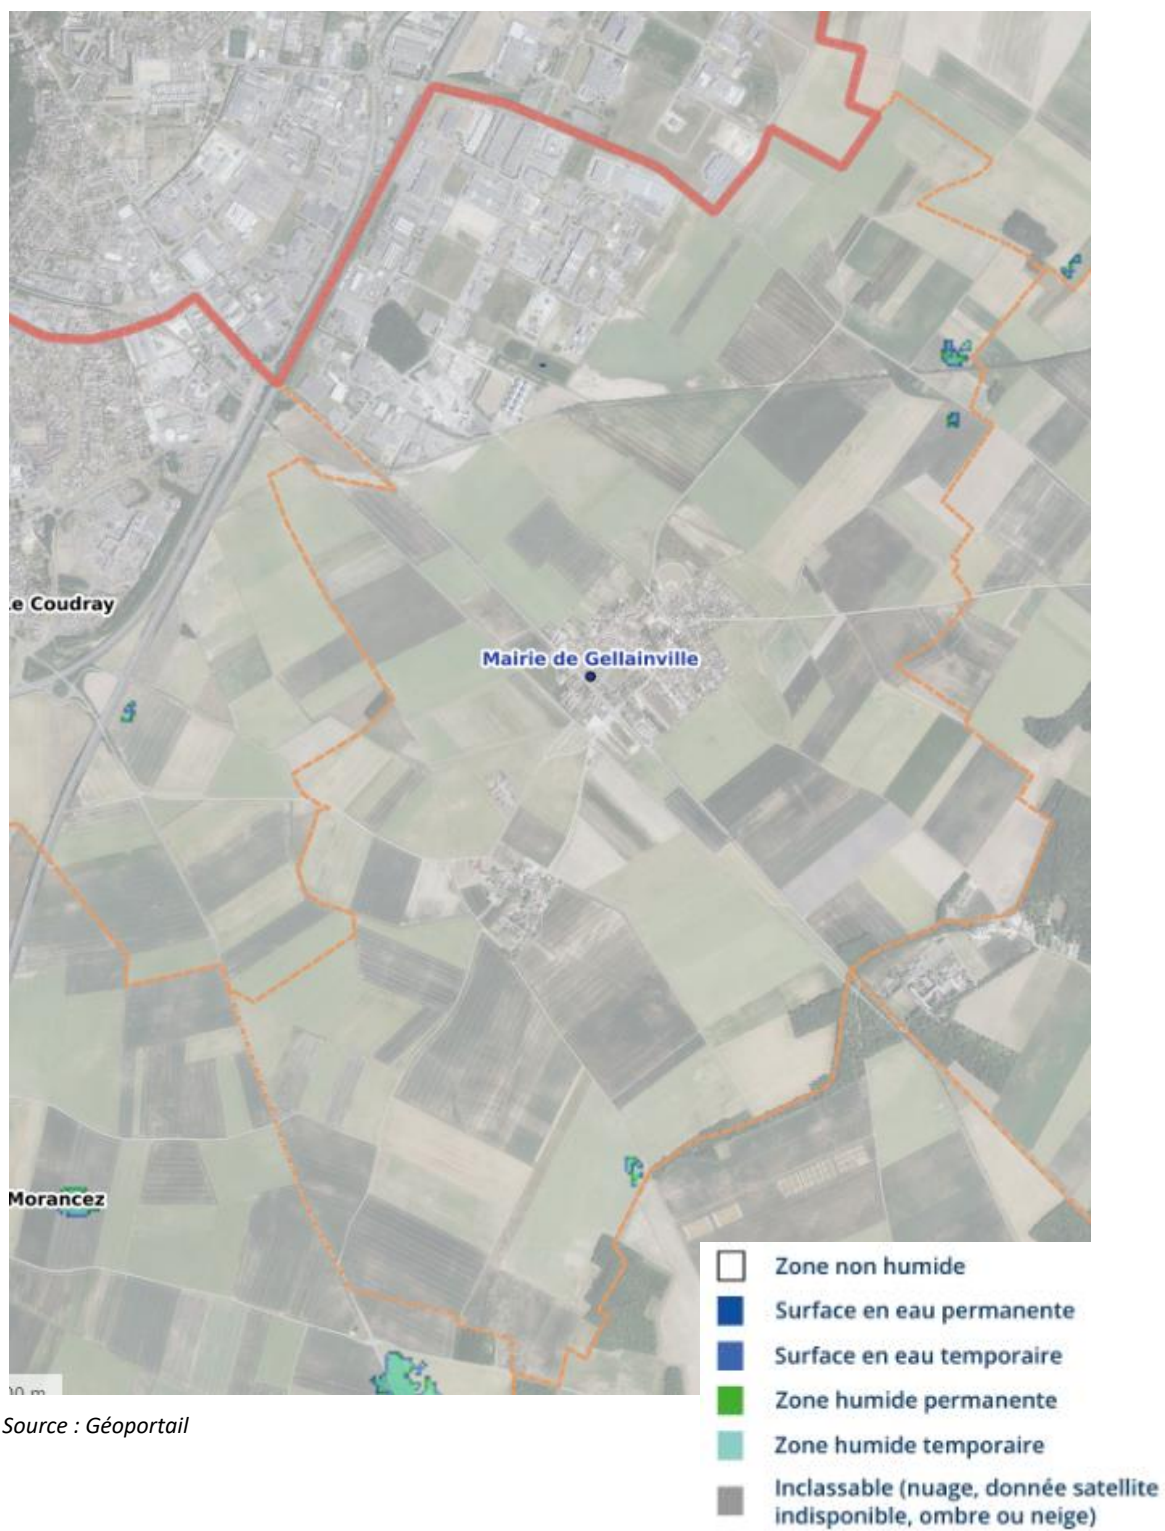 e Coudray
Mairie de Gellainville
Morancez
00 m
Source : Géoportail
Zone non humide
Surface en eau permanente
Surface en eau temporaire
Zone humide permanente
Zone humide temporaire
Inclassable (nuage, donnée satellite
indisponible, ombre ou neige)